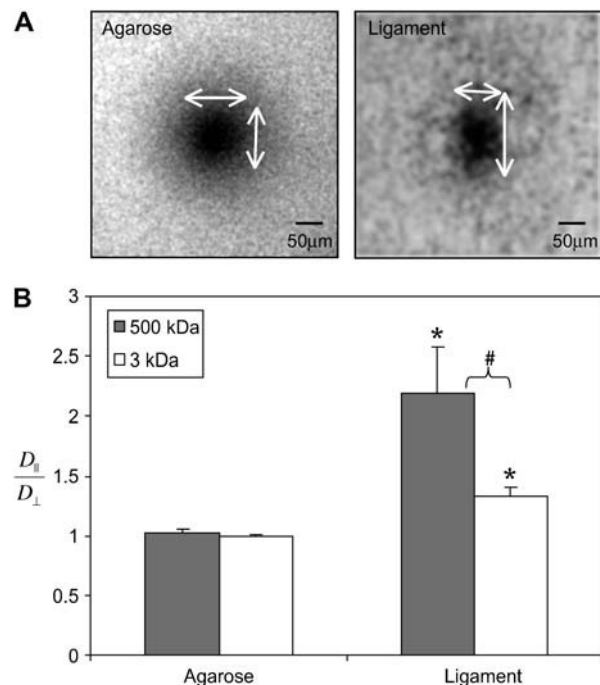 A
Agarose
Ligament
50µm
50µm
B
3
2.5
2
1.5
1
0.5
0
500 kDa
3 kDa
*
#
*
D∥
D⊥
Agarose
Ligament